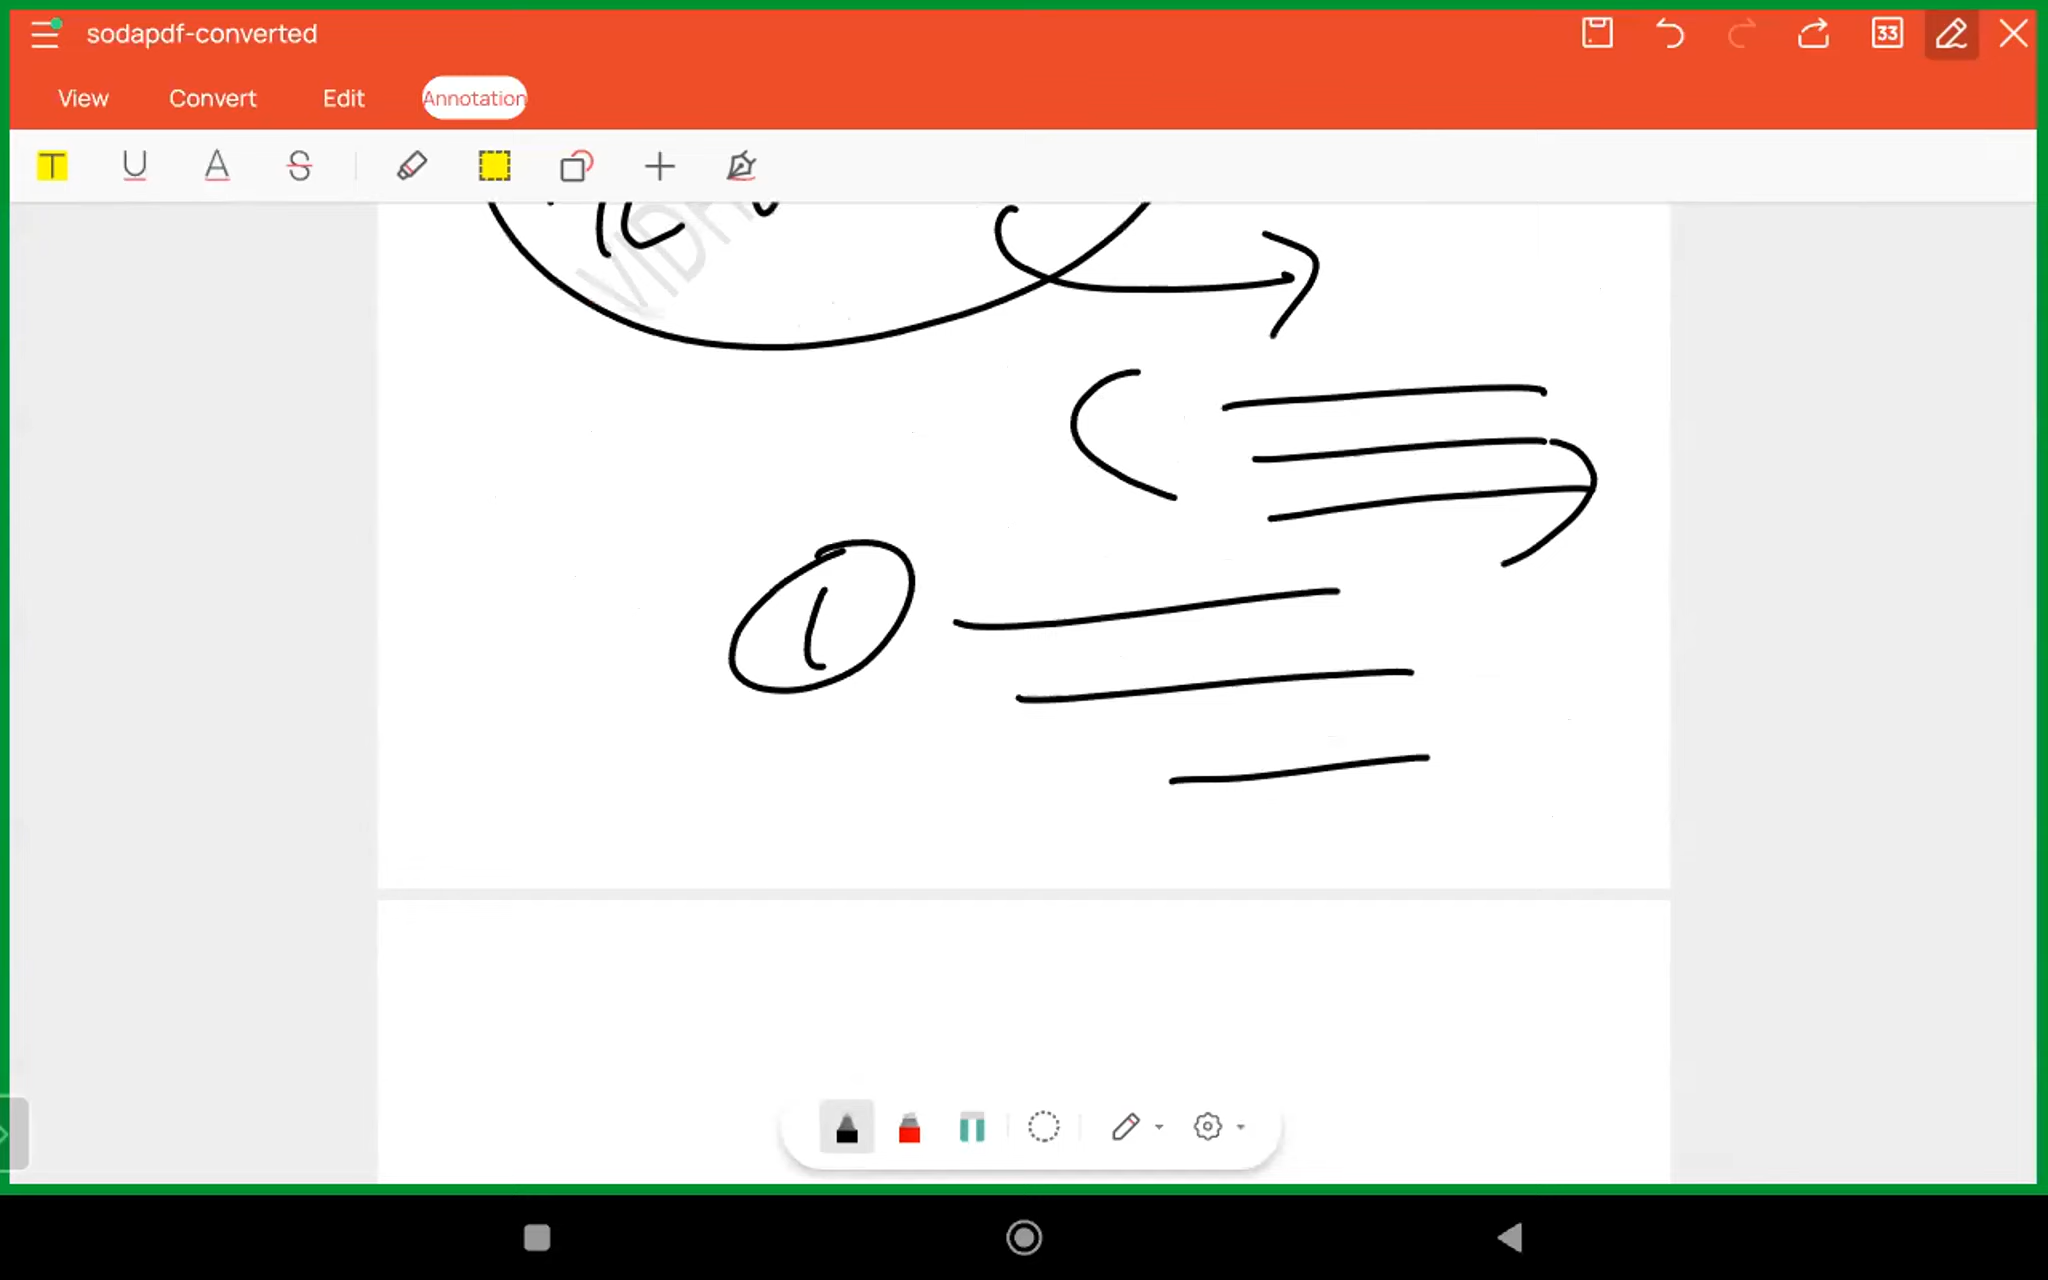 sodapdf-converted
33
View Convert Edit Annotation
T U A S
1